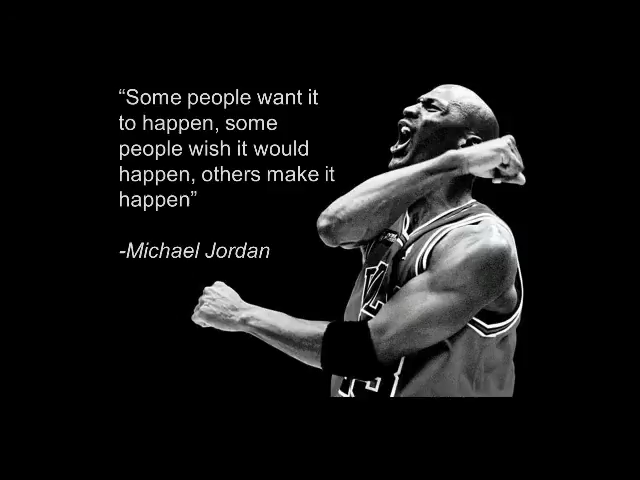 “Some people want it
to happen, some
people wish it would
happen, others make it
happen”
-Michael Jordan